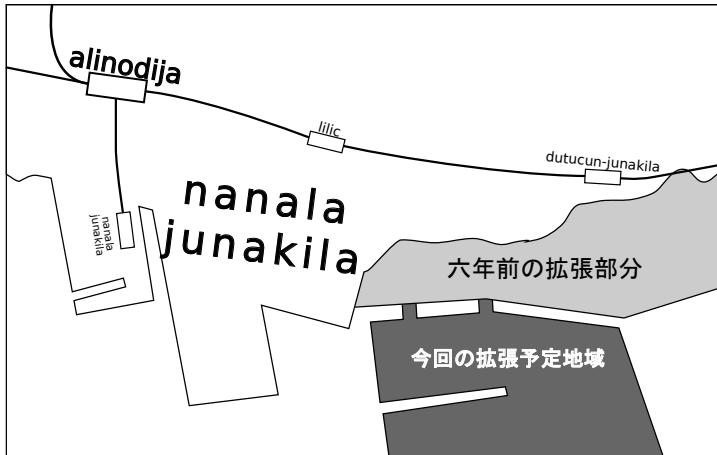 alinodija
lilic
dutucun-junakila
nanala
junakila
nanala
junakila
六年前の拡張部分
今回の拡張予定地域